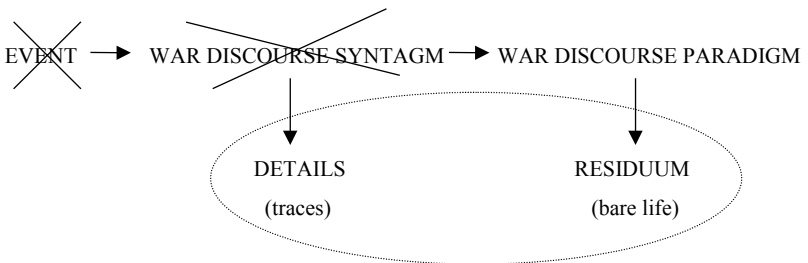 EVENT WAR DISCOURSE SYNTAGM WAR DISCOURSE PARADIGM
DETAILS RESIDUUM
(traces) (bare life)